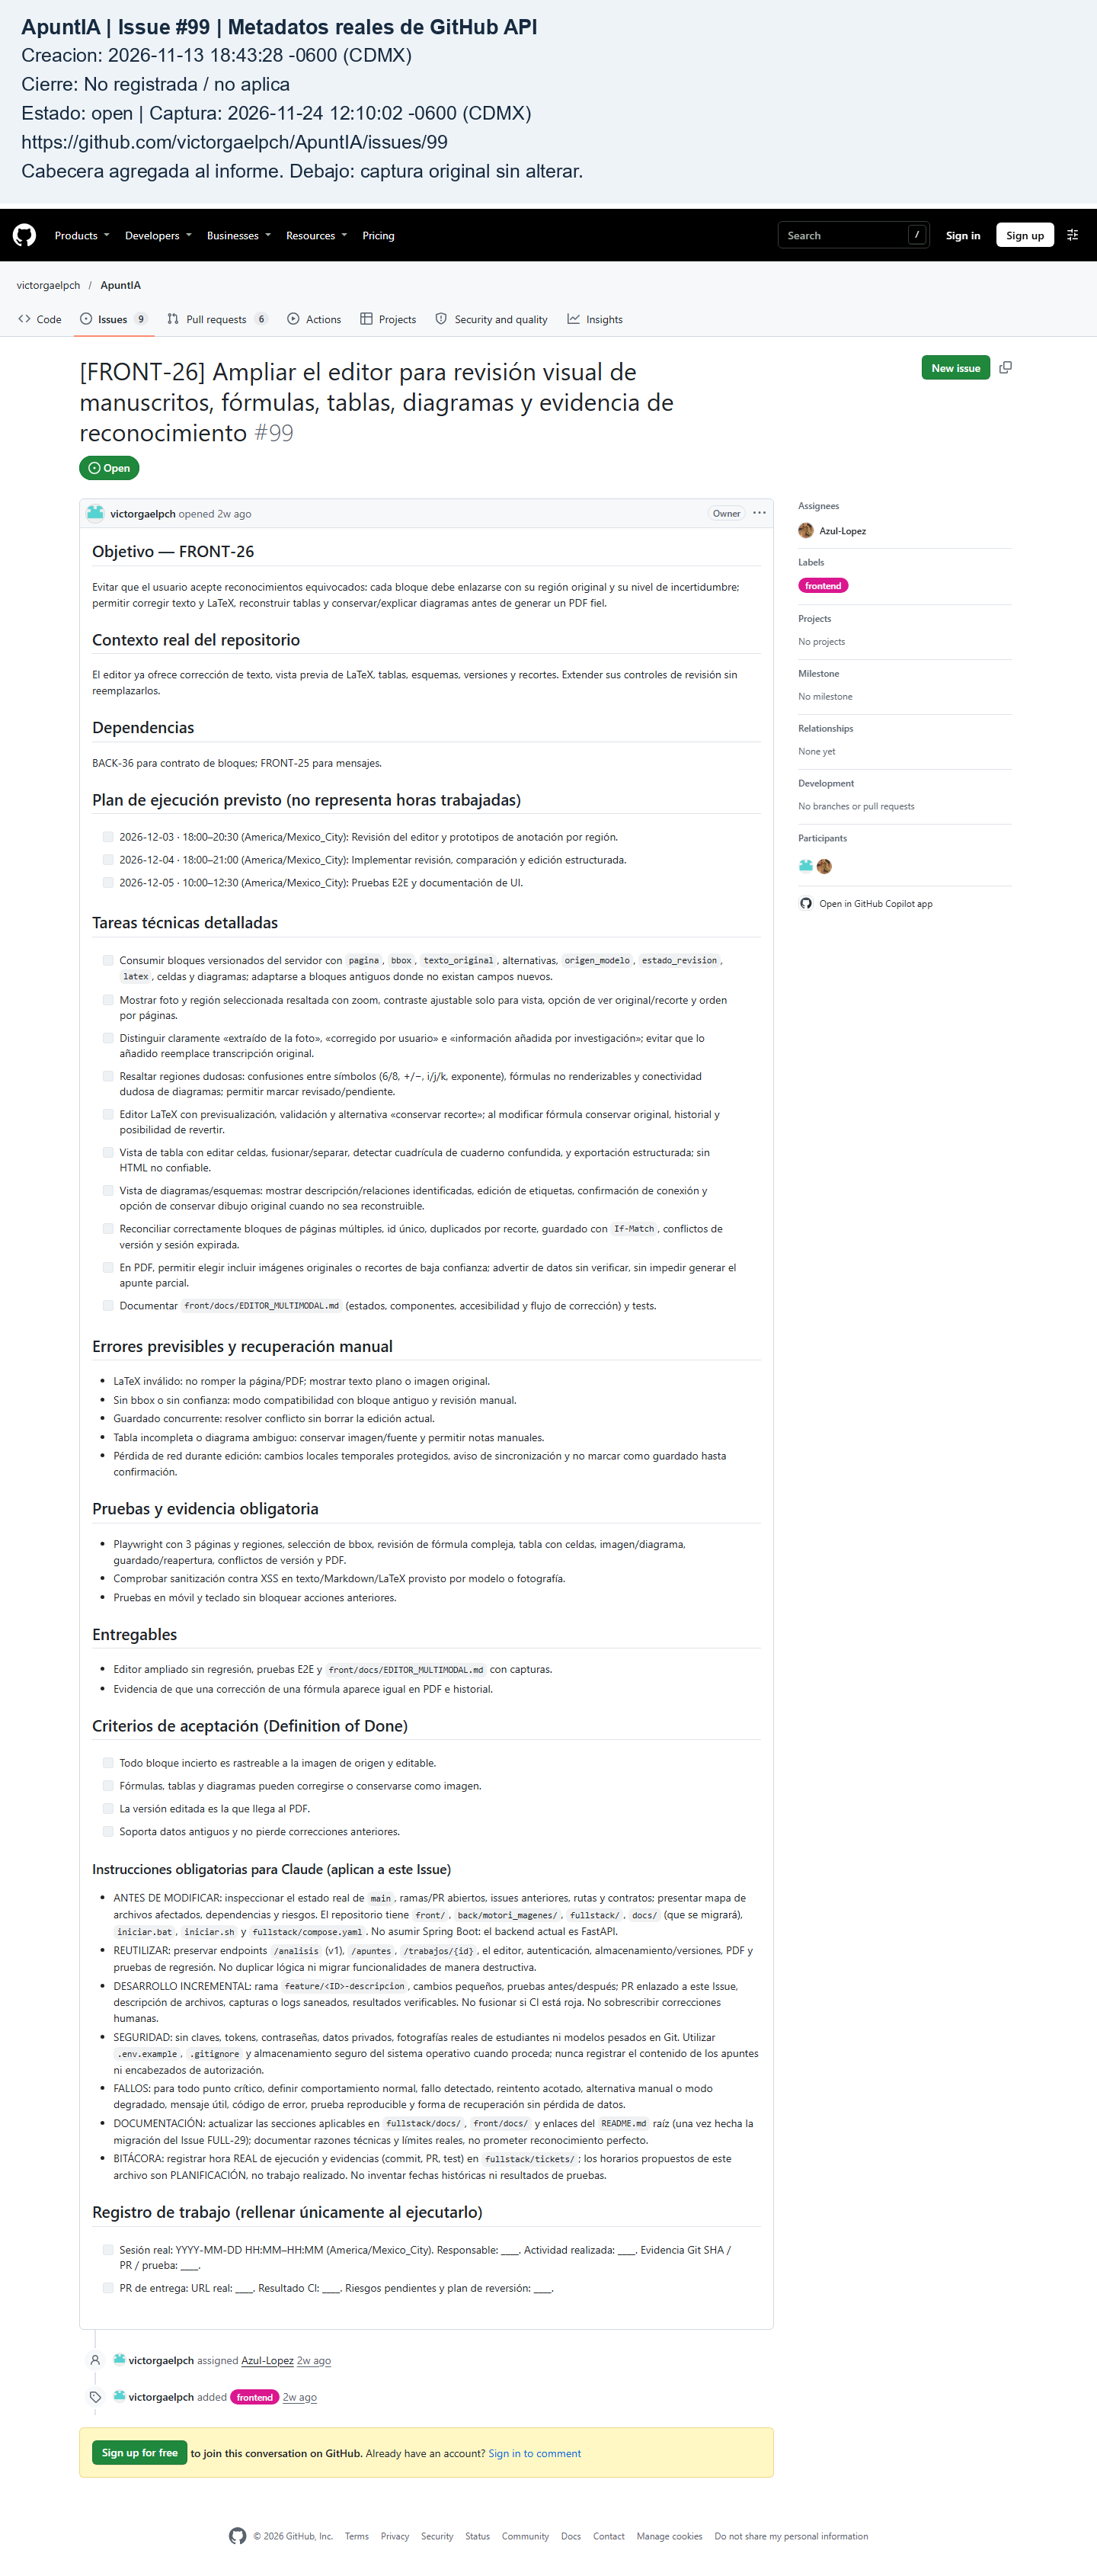 ApuntIA | Issue #99 | Metadatos reales de GitHub API
Creacion: 2026-11-13 18:43:28 -0600 (CDMX)
Cierre: No registrada / no aplica
Estado: open | Captura: 2026-11-24 12:10:02 -0600 (CDMX)
https://github.com/victorgaelpch/ApuntIA/issues/99
Cabecera agregada al informe. Debajo: captura original sin alterar.
Products Developers Businesses Resources Pricing Search / Sign in Sign up
victorgaelpch / ApuntIA
Code Issues 9 Pull requests 6 Actions Projects Security and quality Insights
[FRONT-26] Ampliar el editor para revisión visual de
manuscritos, fórmulas, tablas, diagramas y evidencia de
reconocimiento #99
New issue
Open
victorgaelpch opened 2w ago Owner
Objetivo — FRONT-26
Evitar que el usuario acepte reconocimientos equivocados: cada bloque debe enlazarse con su región original y su nivel de incertidumbre;
permitir corregir texto y LaTeX, reconstruir tablas y conservar/explicar diagramas antes de generar un PDF fiel.
Contexto real del repositorio
El editor ya ofrece corrección de texto, vista previa de LaTeX, tablas, esquemas, versiones y recortes. Extender sus controles de revisión sin
reemplazarlos.
Dependencias
BACK-36 para contrato de bloques; FRONT-25 para mensajes.
Plan de ejecución previsto (no representa horas trabajadas)
2026-12-03 · 18:00–20:30 (America/Mexico_City): Revisión del editor y prototipos de anotación por región.
2026-12-04 · 18:00–21:00 (America/Mexico_City): Implementar revisión, comparación y edición estructurada.
2026-12-05 · 10:00–12:30 (America/Mexico_City): Pruebas E2E y documentación de UI.
Tareas técnicas detalladas
Consumir bloques versionados del servidor con pagina, bbox, texto_original, alternativas, origen_modelo, estado_revision,
latex, celdas y diagramas; adaptarse a bloques antiguos donde no existan campos nuevos.
Mostrar foto y región seleccionada resaltada con zoom, contraste ajustable solo para vista, opción de ver original/recorte y orden
por páginas.
Distinguir claramente «extraído de la foto», «corregido por usuario» e «información añadida por investigación»; evitar que lo
añadido reemplace transcripción original.
Resaltar regiones dudosas: confusiones entre símbolos (6/8, +/−, i/j/k, exponente), fórmulas no renderizables y conectividad
dudosa de diagramas; permitir marcar revisado/pendiente.
Editor LaTeX con previsualización, validación y alternativa «conservar recorte»; al modificar fórmula conservar original, historial y
posibilidad de revertir.
Vista de tabla con editar celdas, fusionar/separar, detectar cuadrícula de cuaderno confundida, y exportación estructurada; sin
HTML no confiable.
Vista de diagramas/esquemas: mostrar descripción/relaciones identificadas, edición de etiquetas, confirmación de conexión y
opción de conservar dibujo original cuando no sea reconstruible.
Reconciliar correctamente bloques de páginas múltiples, id único, duplicados por recorte, guardado con If-Match, conflictos de
versión y sesión expirada.
En PDF, permitir elegir incluir imágenes originales o recortes de baja confianza; advertir de datos sin verificar, sin impedir generar el
apunte parcial.
Documentar front/docs/EDITOR_MULTIMODAL.md (estados, componentes, accesibilidad y flujo de corrección) y tests.
Errores previsibles y recuperación manual
LaTeX inválido: no romper la página/PDF; mostrar texto plano o imagen original.
Sin bbox o sin confianza: modo compatibilidad con bloque antiguo y revisión manual.
Guardado concurrente: resolver conflicto sin borrar la edición actual.
Tabla incompleta o diagrama ambiguo: conservar imagen/fuente y permitir notas manuales.
Pérdida de red durante edición: cambios locales temporales protegidos, aviso de sincronización y no marcar como guardado hasta
confirmación.
Pruebas y evidencia obligatoria
Playwright con 3 páginas y regiones, selección de bbox, revisión de fórmula compleja, tabla con celdas, imagen/diagrama,
guardado/reapertura, conflictos de versión y PDF.
Comprobar sanitización contra XSS en texto/Markdown/LaTeX provisto por modelo o fotografía.
Pruebas en móvil y teclado sin bloquear acciones anteriores.
Entregables
Editor ampliado sin regresión, pruebas E2E y front/docs/EDITOR_MULTIMODAL.md con capturas.
Evidencia de que una corrección de una fórmula aparece igual en PDF e historial.
Criterios de aceptación (Definition of Done)
Todo bloque incierto es rastreable a la imagen de origen y editable.
Fórmulas, tablas y diagramas pueden corregirse o conservarse como imagen.
La versión editada es la que llega al PDF.
Soporta datos antiguos y no pierde correcciones anteriores.
Instrucciones obligatorias para Claude (aplican a este Issue)
ANTES DE MODIFICAR: inspeccionar el estado real de main, ramas/PR abiertos, issues anteriores, rutas y contratos; presentar mapa de
archivos afectados, dependencias y riesgos. El repositorio tiene front/, back/motori_magenes/, fullstack/, docs/ (que se migrará),
iniciar.bat, iniciar.sh y fullstack/compose.yaml. No asumir Spring Boot: el backend actual es FastAPI.
REUTILIZAR: preservar endpoints /analisis (v1), /apuntes, /trabajos/{id}, el editor, autenticación, almacenamiento/versiones, PDF y
pruebas de regresión. No duplicar lógica ni migrar funcionalidades de manera destructiva.
DESARROLLO INCREMENTAL: rama feature/<ID>-descripcion, cambios pequeños, pruebas antes/después; PR enlazado a este Issue,
descripción de archivos, capturas o logs saneados, resultados verificables. No fusionar si CI está roja. No sobrescribir correcciones
humanas.
SEGURIDAD: sin claves, tokens, contraseñas, datos privados, fotografías reales de estudiantes ni modelos pesados en Git. Utilizar
.env.example, .gitignore y almacenamiento seguro del sistema operativo cuando proceda; nunca registrar el contenido de los apuntes
ni encabezados de autorización.
FALLOS: para todo punto crítico, definir comportamiento normal, fallo detectado, reintento acotado, alternativa manual o modo
degradado, mensaje útil, código de error, prueba reproducible y forma de recuperación sin pérdida de datos.
DOCUMENTACIÓN: actualizar las secciones aplicables en fullstack/docs/, front/docs/ y enlaces del README.md raíz (una vez hecha la
migración del Issue FULL-29); documentar razones técnicas y límites reales, no prometer reconocimiento perfecto.
BITÁCORA: registrar hora REAL de ejecución y evidencias (commit, PR, test) en fullstack/tickets/; los horarios propuestos de este
archivo son PLANIFICACIÓN, no trabajo realizado. No inventar fechas históricas ni resultados de pruebas.
Registro de trabajo (rellenar únicamente al ejecutarlo)
Sesión real: YYYY-MM-DD HH:MM–HH:MM (America/Mexico_City). Responsable: ____. Actividad realizada: ____. Evidencia Git SHA /
PR / prueba: ____.
PR de entrega: URL real: ____. Resultado CI: ____. Riesgos pendientes y plan de reversión: ____.
Assignees
Azul-Lopez
Labels
frontend
Projects
No projects
Milestone
No milestone
Relationships
None yet
Development
No branches or pull requests
Participants
Open in GitHub Copilot app
victorgaelpch assigned Azul-Lopez 2w ago
victorgaelpch added frontend 2w ago
Sign up for free to join this conversation on GitHub. Already have an account? Sign in to comment
© 2026 GitHub, Inc. Terms Privacy Security Status Community Docs Contact Manage cookies Do not share my personal information